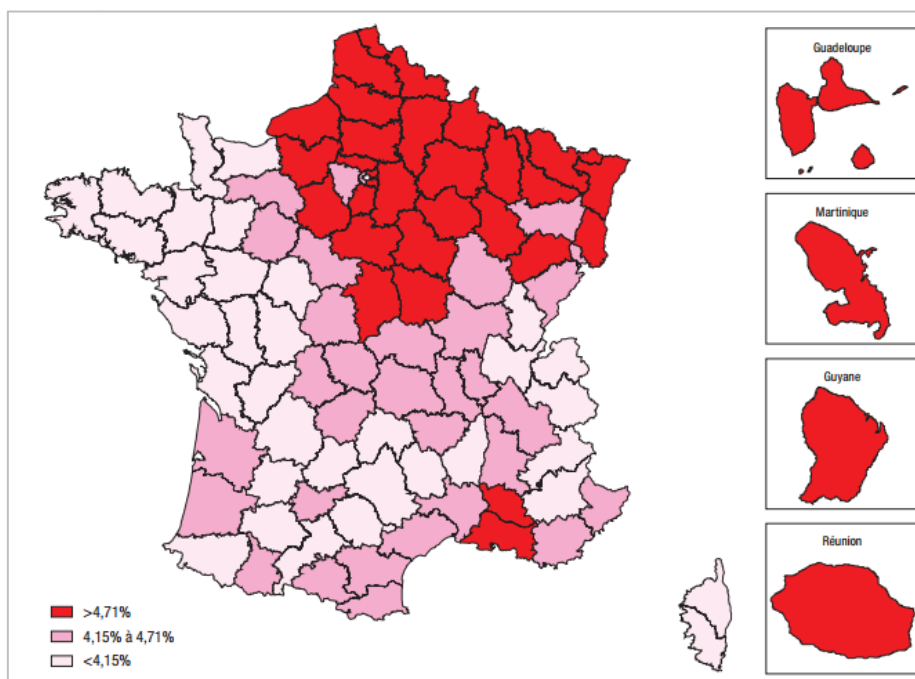 Guadeloupe
Martinique
Guyane
Réunion
>4,71%
4,15% à 4,71%
<4,15%